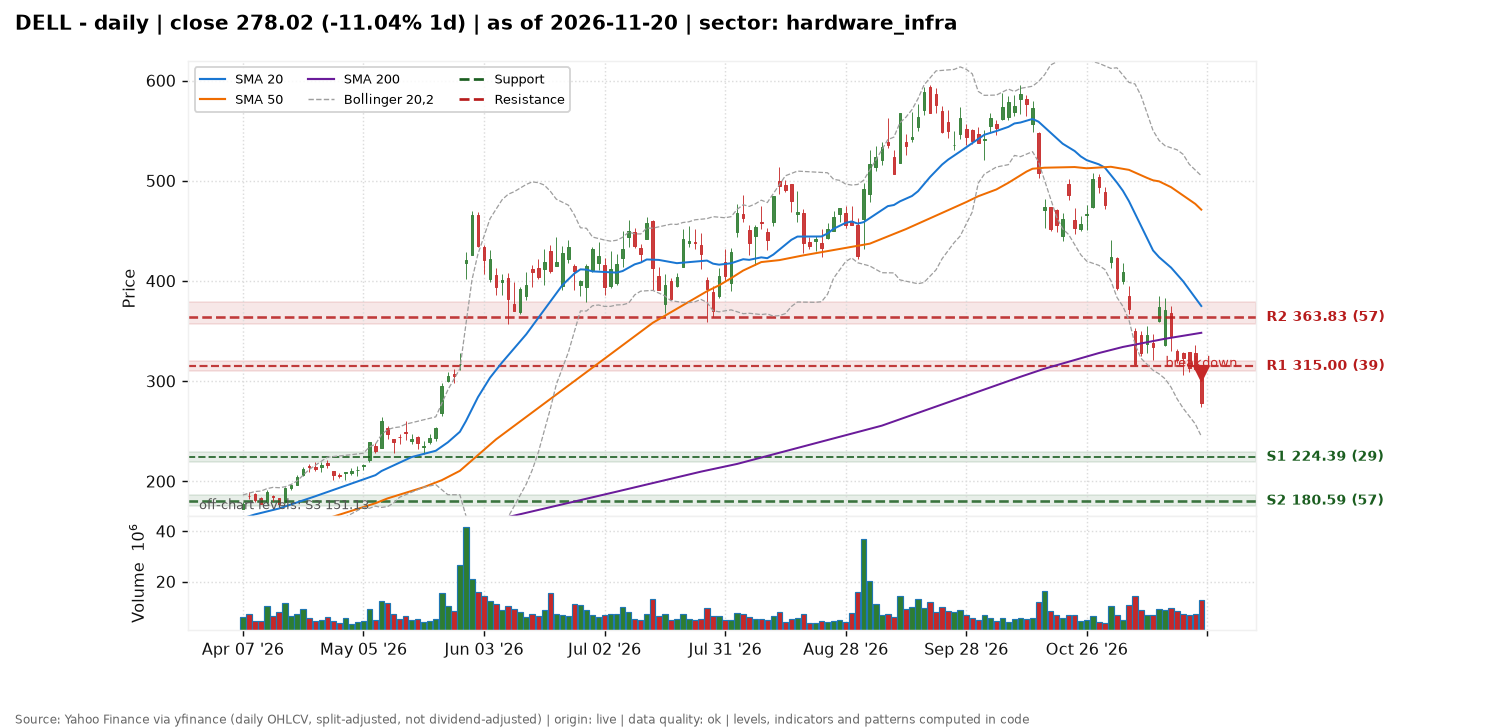 DELL - daily | close 278.02 (-11.04% 1d) | as of 2026-11-20 | sector: hardware_infra
SMA 20
SMA 50
SMA 200
Bollinger 20,2
Support
Resistance
Price
600
500
400
300
200
R2 363.83 (57)
breakdown
R1 315.00 (39)
S1 224.39 (29)
S2 180.59 (57)
off-chart levels: S3 151.13
Volume 10⁶
40
20
Apr 07 '26
May 05 '26
Jun 03 '26
Jul 02 '26
Jul 31 '26
Aug 28 '26
Sep 28 '26
Oct 26 '26
Source: Yahoo Finance via yfinance (daily OHLCV, split-adjusted, not dividend-adjusted) | origin: live | data quality: ok | levels, indicators and patterns computed in code